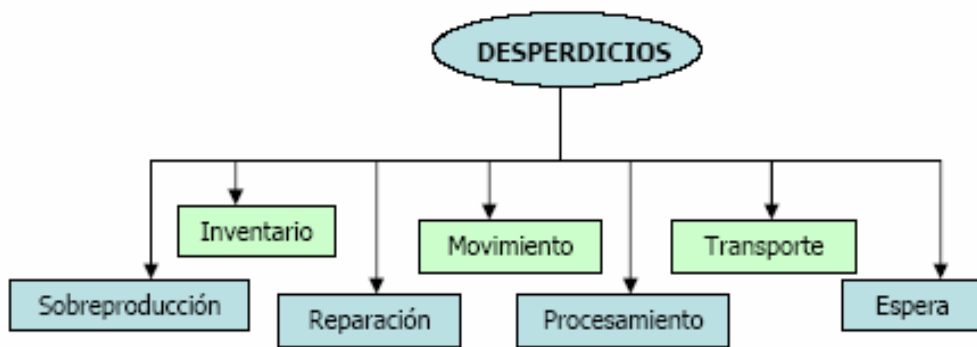 DESPERDICIOS
Inventario
Movimiento
Transporte
Sobreproducción
Reparación
Procesamiento
Espera